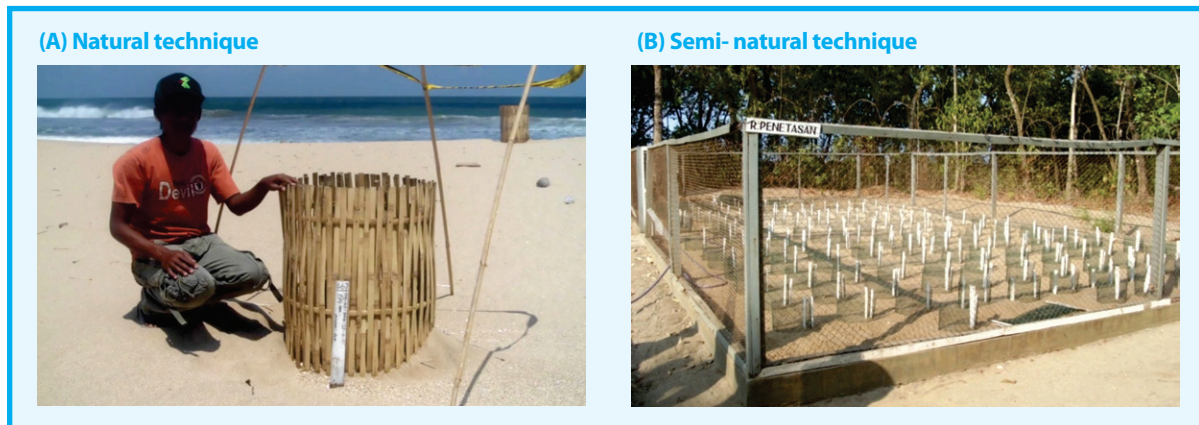 (A) Natural technique
(B) Semi- natural technique
Devil
R.PENETASAN